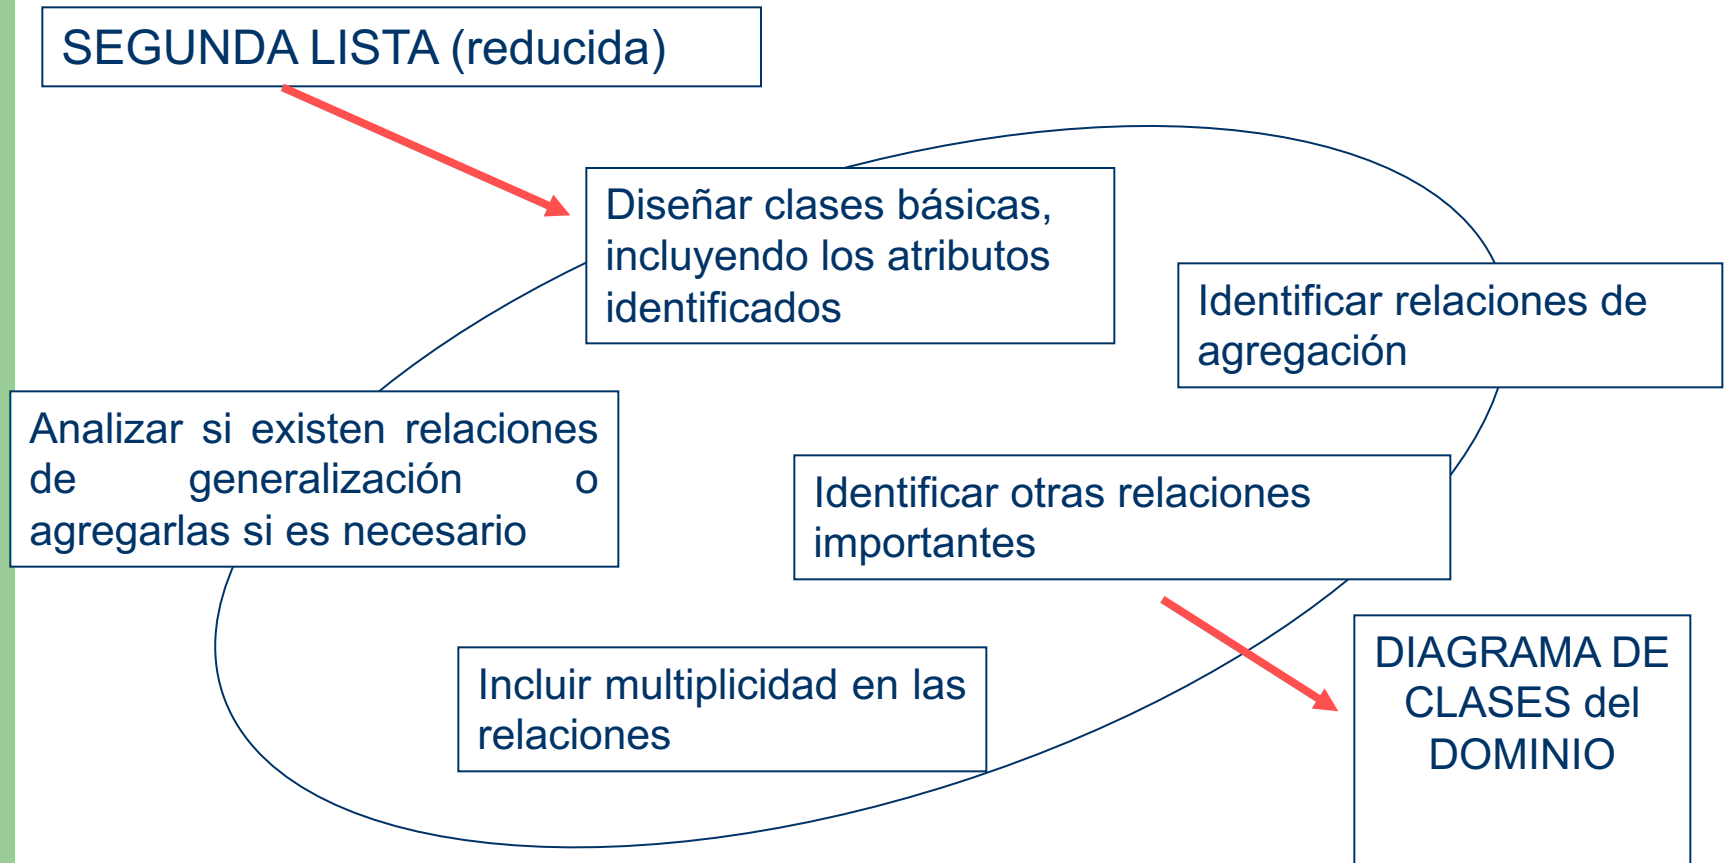 SEGUNDA LISTA (reducida)
Diseñar clases básicas,
incluyendo los atributos
identificados
Identificar relaciones de
agregación
Analizar si existen relaciones
de generalización o
agregarlas si es necesario
Identificar otras relaciones
importantes
Incluir multiplicidad en las
relaciones
DIAGRAMA DE
CLASES del
DOMINIO